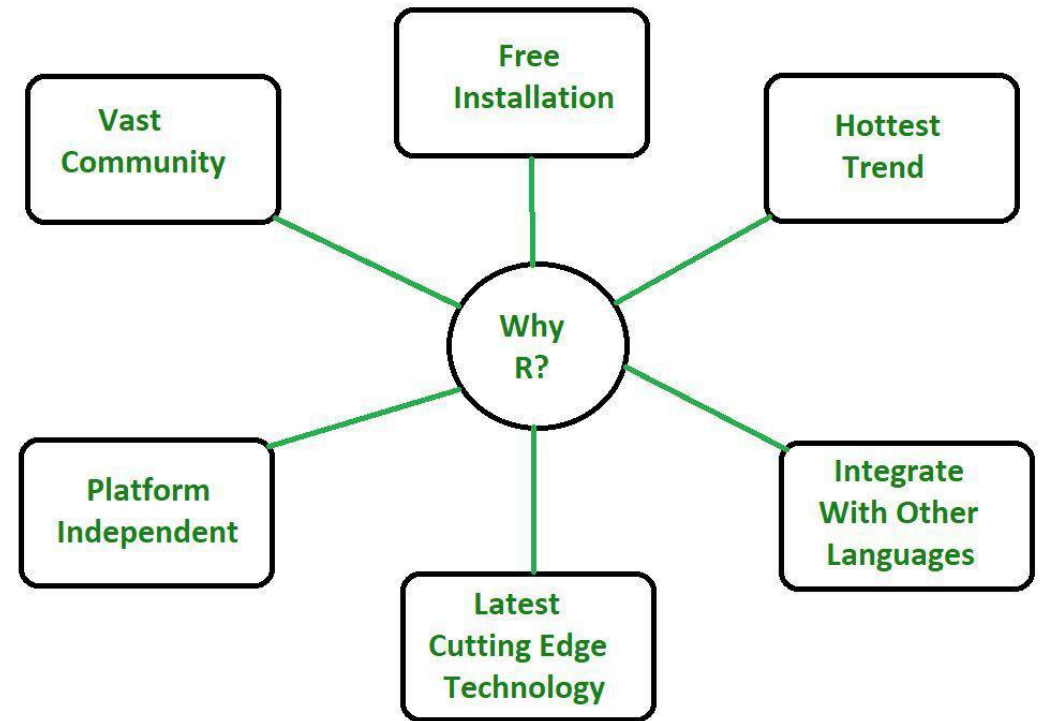 Free
Installation
Vast
Community
Hottest
Trend
Why
R?
Platform
Independent
Integrate
With Other
Languages
Latest
Cutting Edge
Technology